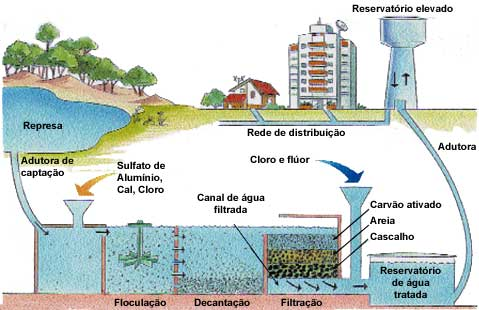 Reservatório elevado
Represa
Rede de distribuição
Adutora de
captação
Sulfato de
Alumínio,
Cal, Cloro
Cloro e flúor
Adutora
Canal de água
filtrada
Carvão ativado
Areia
Cascalho
Reservatório
de água
tratada
Floculação
Decantação
Filtração